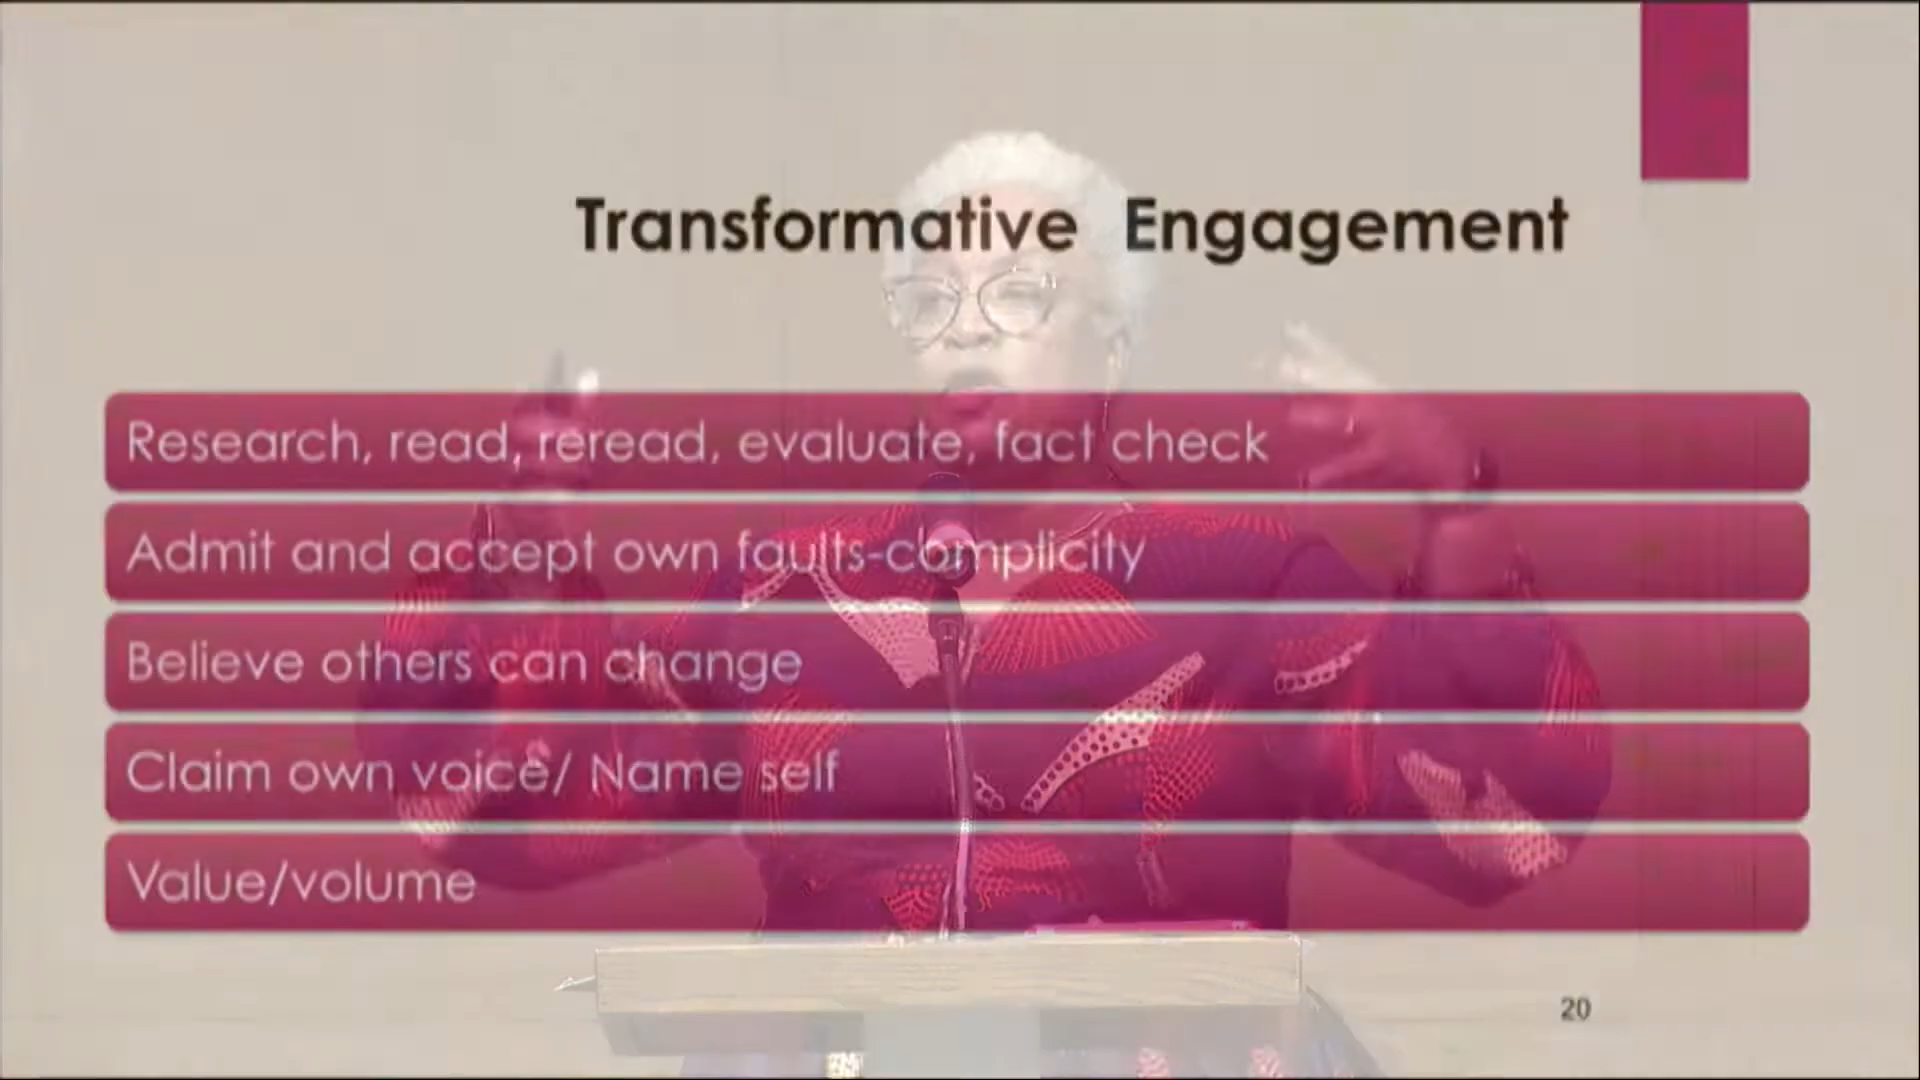 Transformative Engagement
Research, read, reread, evaluate, fact check
Admit and accept own faults-complicity
Believe others can change
Claim own voice/ Name self
Value/volume
20